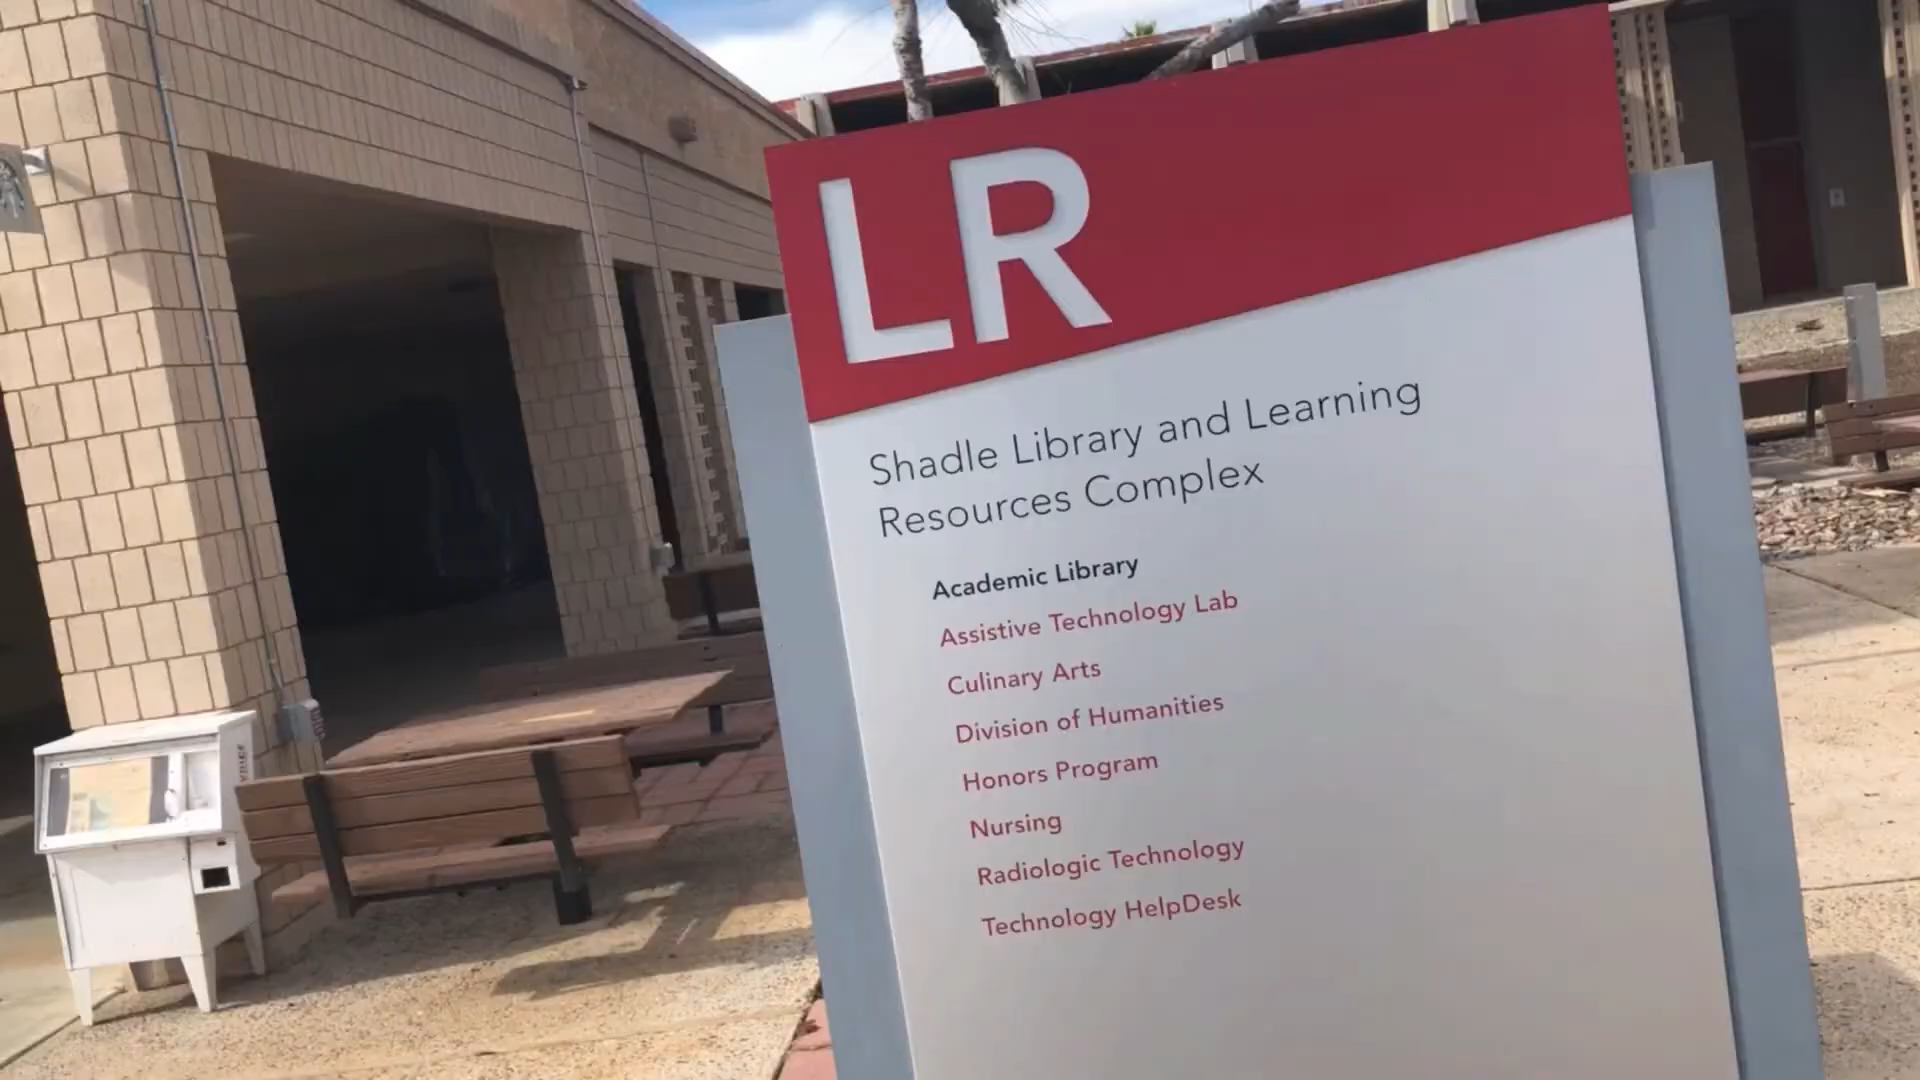 LR
Shadle Library and Learning
Resources Complex
Academic Library
Assistive Technology Lab
Culinary Arts
Division of Humanities
Honors Program
Nursing
Radiologic Technology
Technology HelpDesk